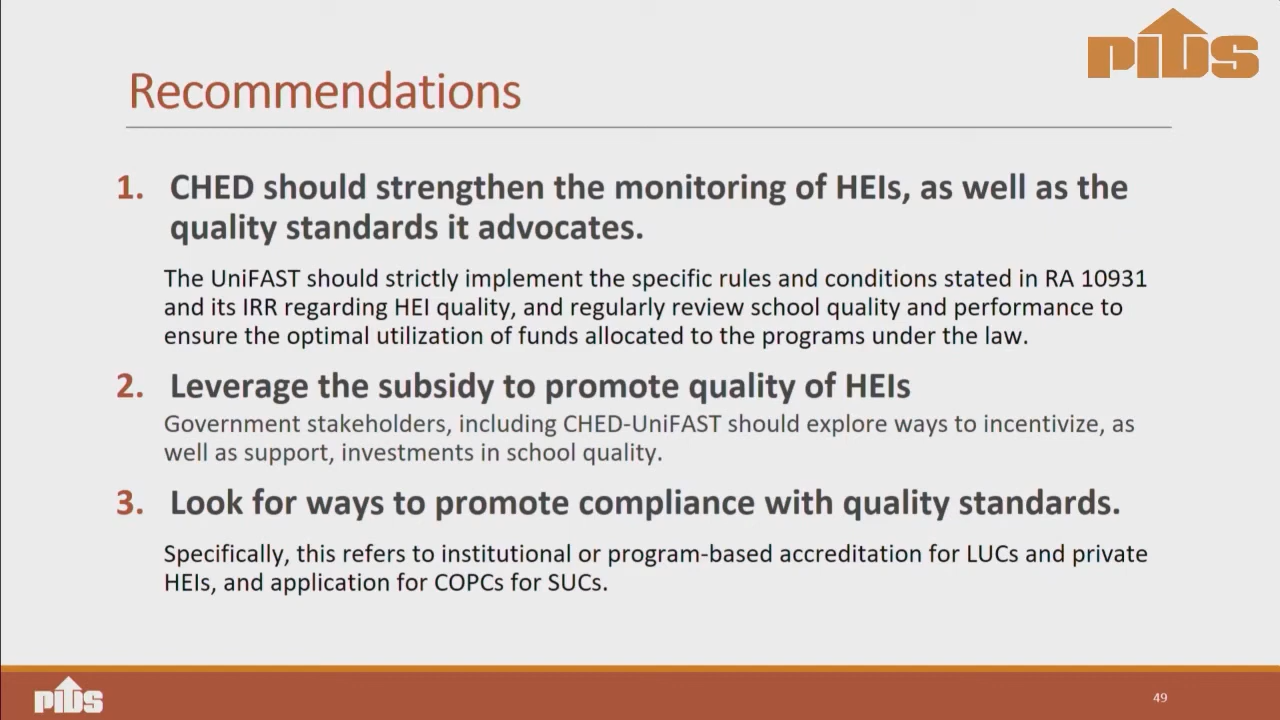 PIDS
Recommendations
1. CHED should strengthen the monitoring of HEIs, as well as the
quality standards it advocates.
The UniFAST should strictly implement the specific rules and conditions stated in RA 10931
and its IRR regarding HEI quality, and regularly review school quality and performance to
ensure the optimal utilization of funds allocated to the programs under the law.
2. Leverage the subsidy to promote quality of HEIs
Government stakeholders, including CHED-UniFAST should explore ways to incentivize, as
well as support, investments in school quality.
3. Look for ways to promote compliance with quality standards.
Specifically, this refers to institutional or program-based accreditation for LUCs and private
HEIs, and application for COPCs for SUCs.
PIDS
49